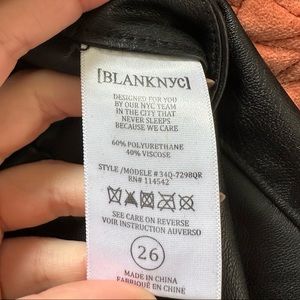 [BLANKNYC]
DESIGNED FOR YOU
BY OUR NYC TEAM
IN THE CITY THAT
NEVER SLEEPS
BECAUSE WE CARE
60% POLYURETHANE
40% VISCOSE
STYLE/MODELE #34Q-7298QR
RN# 114542
SEE CARE ON REVERSE
VOIR INSTRUCTION AUVERSO
26
MADE IN CHINA
FABRIQUÉ EN CHINE